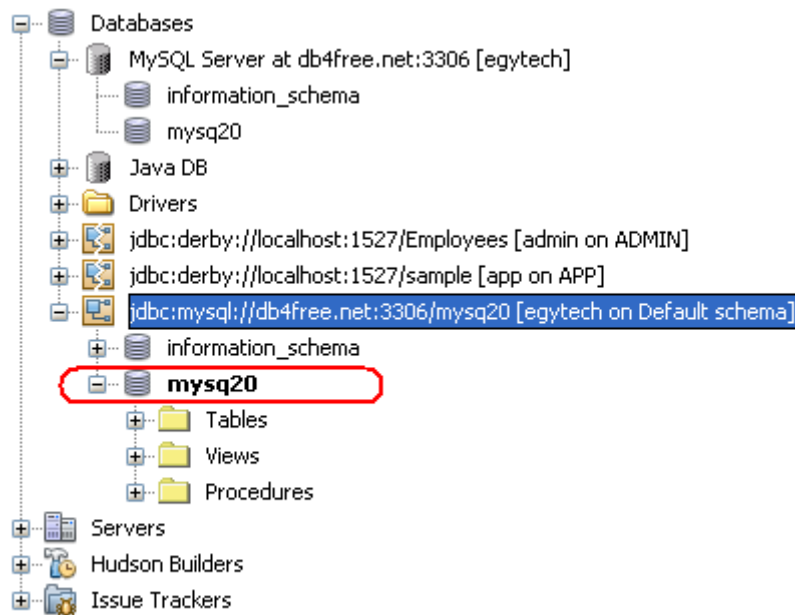 Databases
MySQL Server at db4free.net:3306 [egytech]
information_schema
mysq20
Java DB
Drivers
jdbc:derby://localhost:1527/Employees [admin on ADMIN]
jdbc:derby://localhost:1527/sample [app on APP]
jdbc:mysql://db4free.net:3306/mysq20 [egytech on Default schema]
information_schema
mysq20
Tables
Views
Procedures
Servers
Hudson Builders
Issue Trackers